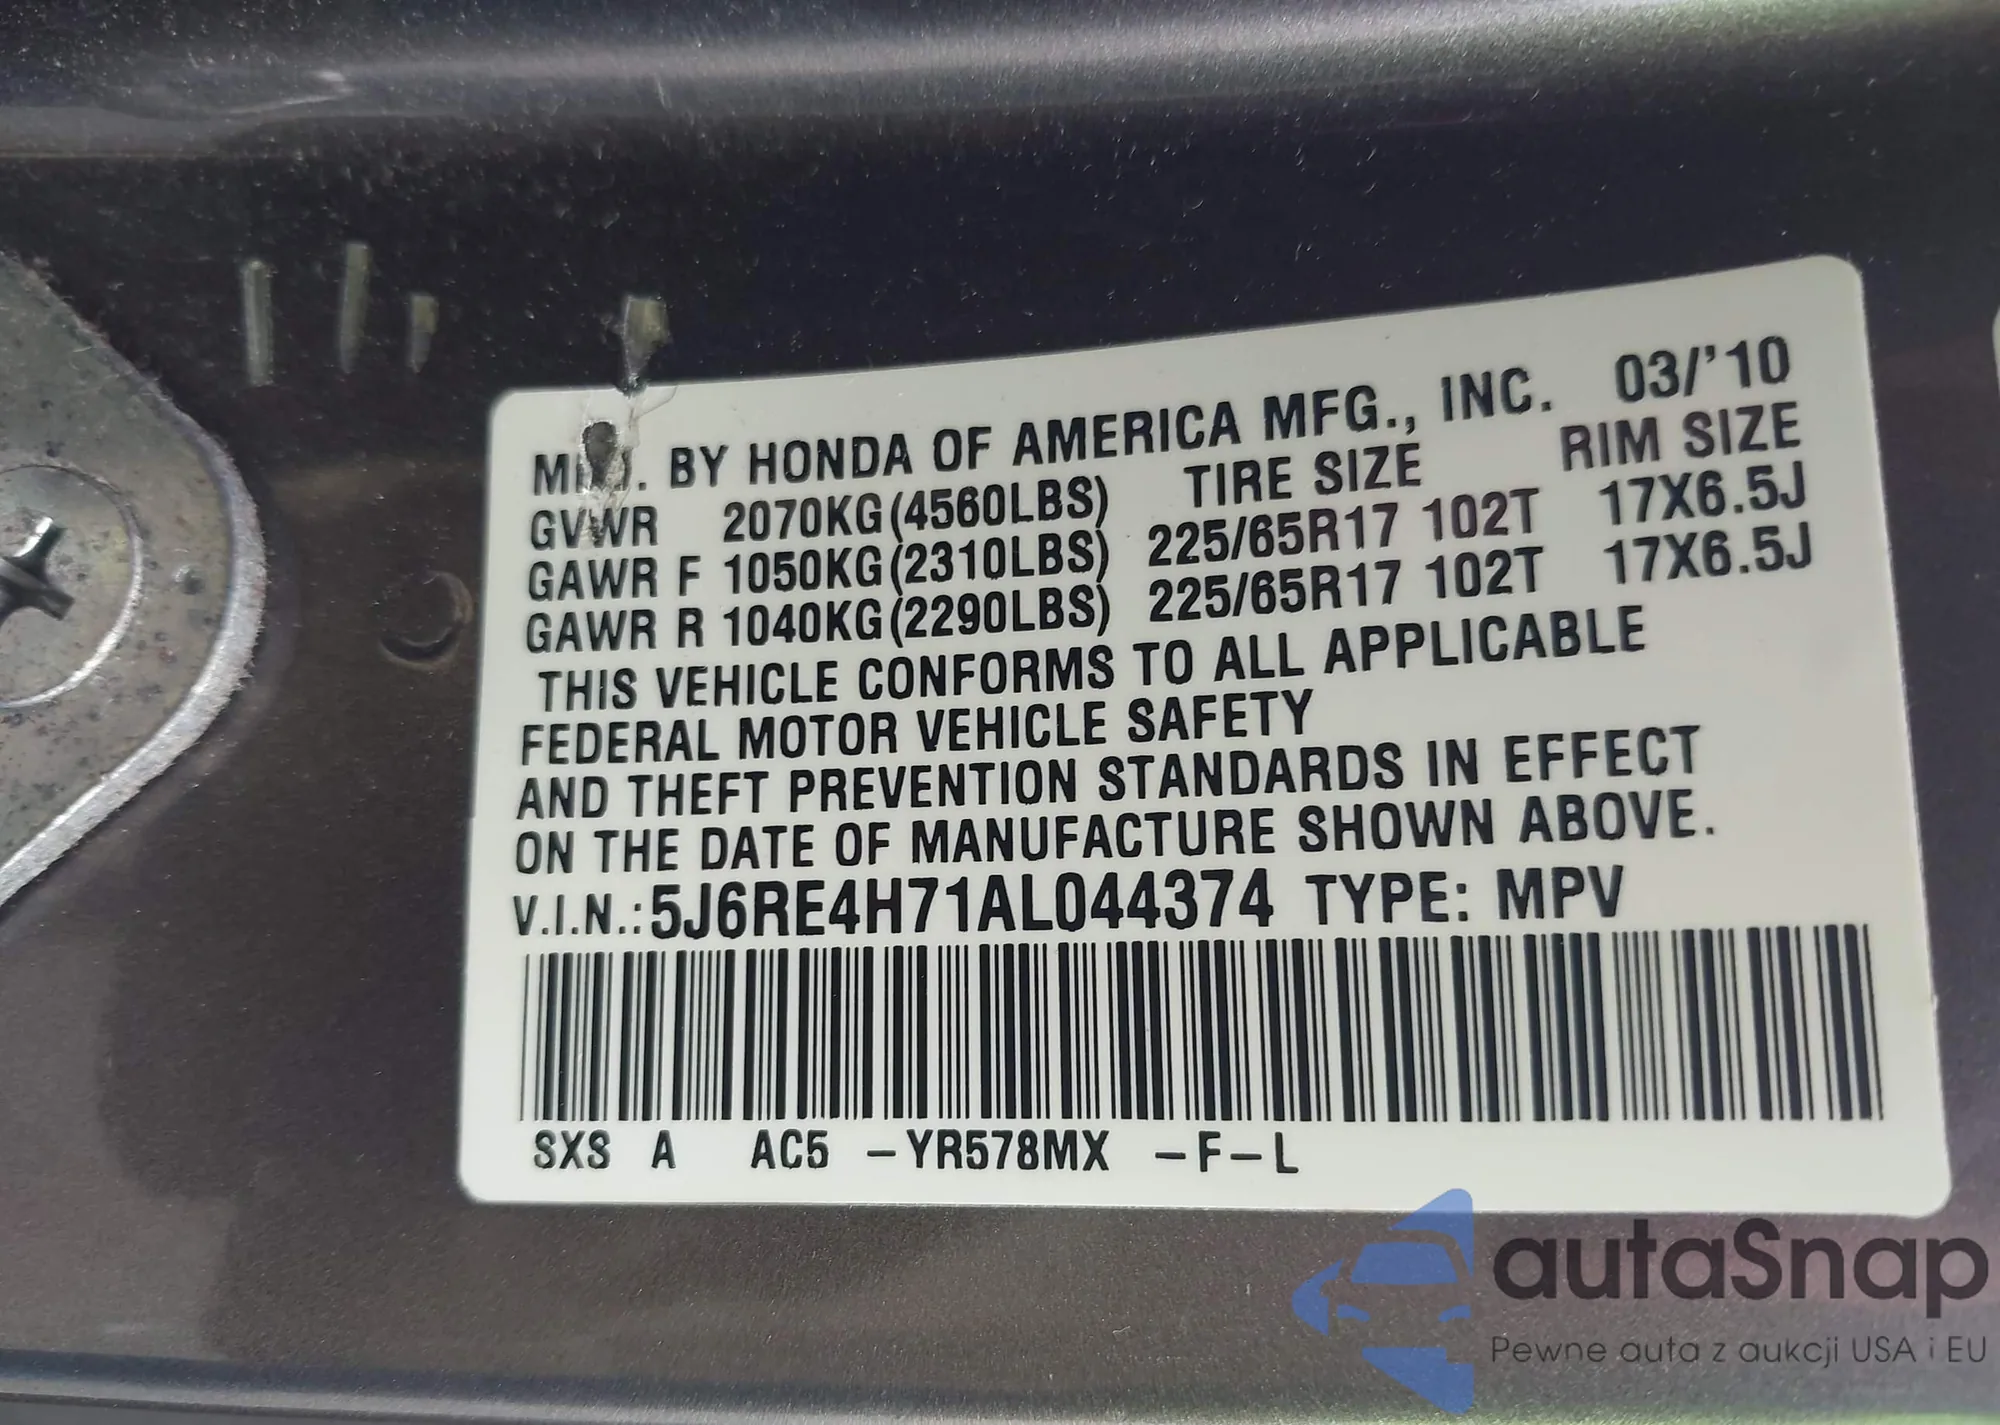 MFD. BY HONDA OF AMERICA MFG., INC. 03/'10
GVWR 2070KG(4560LBS) TIRE SIZE RIM SIZE
GAWR F 1050KG(2310LBS) 225/65R17 102T 17X6.5J
GAWR R 1040KG(2290LBS) 225/65R17 102T 17X6.5J
THIS VEHICLE CONFORMS TO ALL APPLICABLE
FEDERAL MOTOR VEHICLE SAFETY
AND THEFT PREVENTION STANDARDS IN EFFECT
ON THE DATE OF MANUFACTURE SHOWN ABOVE.
V.I.N.:5J6RE4H71AL044374 TYPE: MPV
SXS A AC5 -YR578MX -F-L
autaSnap
Pewne auta z aukcji USA i EU